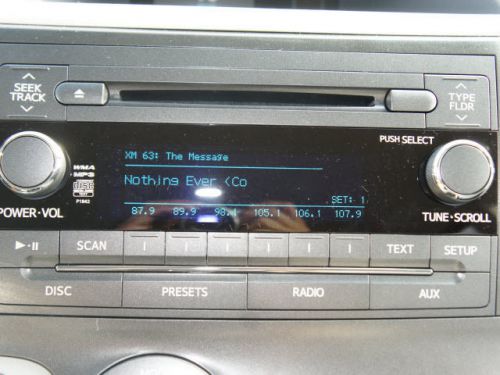 SEEK
TRACK
TYPE
FLDR
PUSH SELECT
WMA
MP3
P1842
XM 63: The Message
Nothing Ever (Co
SET: 1
87.9 89.9 98.1 105.1 106.1 107.9
POWER·VOL
TUNE·SCROLL
SCAN
TEXT
SETUP
DISC
PRESETS
RADIO
AUX